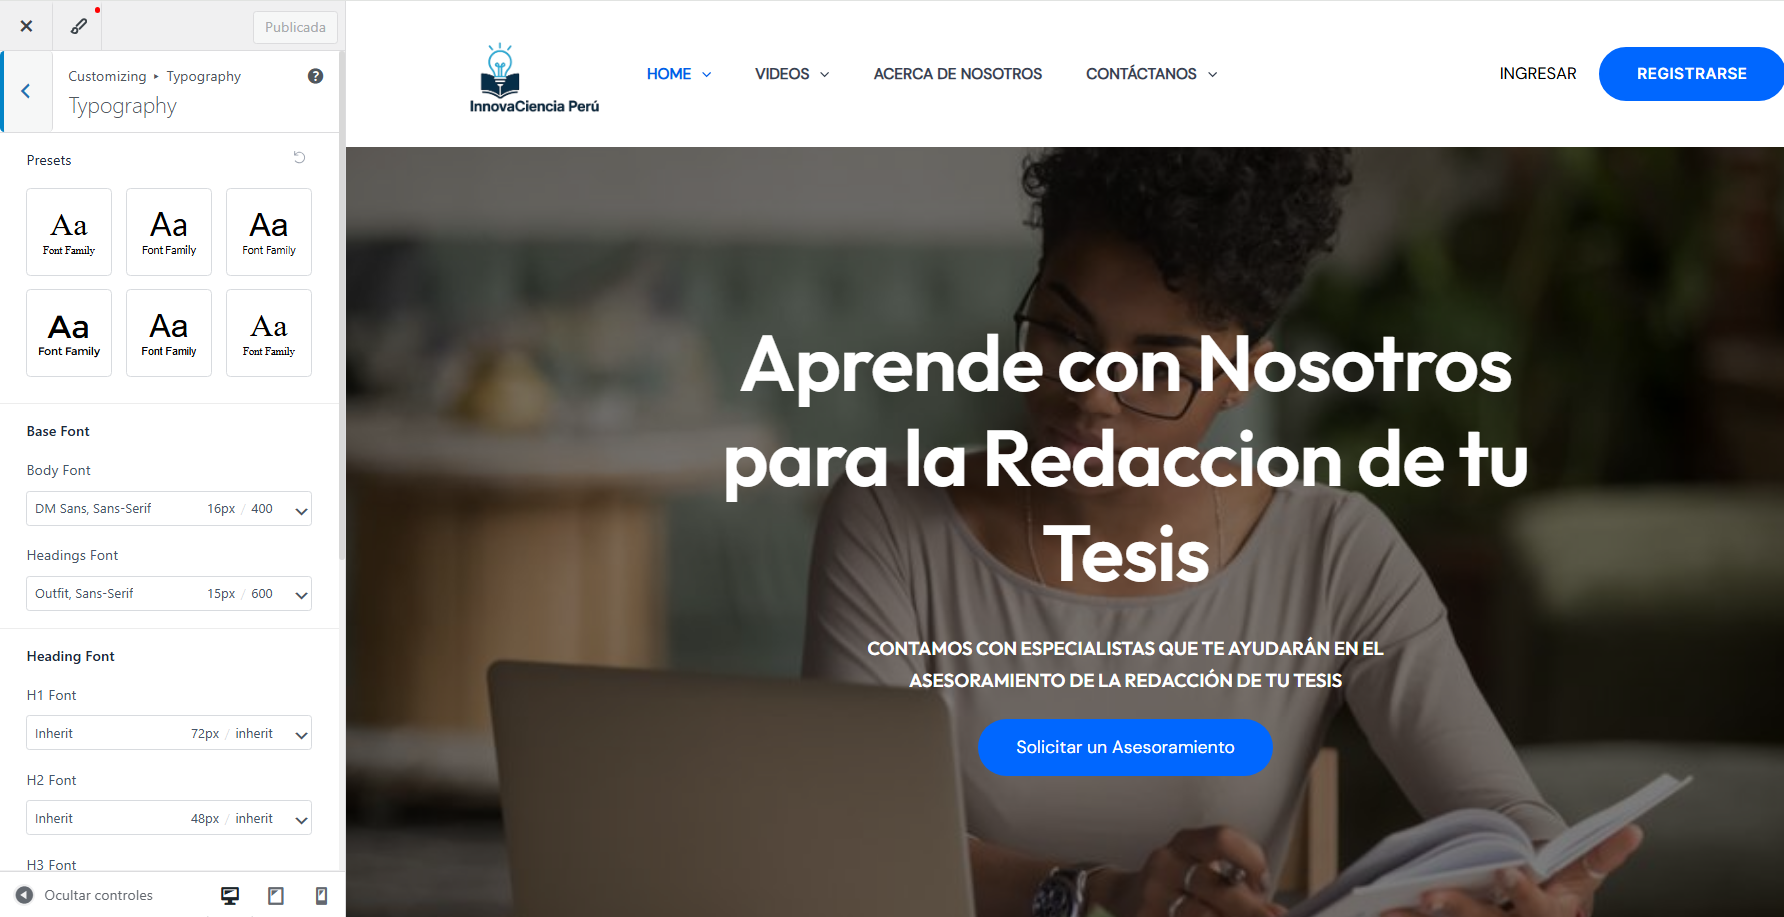 Publicada
Customizing ▸ Typography
Typography
Presets
Aa
Font Family
Aa
Font Family
Aa
Font Family
Aa
Font Family
Aa
Font Family
Aa
Font Family
Base Font
Body Font
DM Sans, Sans-Serif 16px / 400
Headings Font
Outfit, Sans-Serif 15px / 600
Heading Font
H1 Font
Inherit 72px / inherit
H2 Font
Inherit 48px / inherit
H3 Font
Ocultar controles
InnovaCiencia Perú
HOME VIDEOS ACERCA DE NOSOTROS CONTÁCTANOS INGRESAR REGISTRARSE
Aprende con Nosotros
para la Redaccion de tu
Tesis
CONTAMOS CON ESPECIALISTAS QUE TE AYUDARÁN EN EL
ASESORAMIENTO DE LA REDACCIÓN DE TU TESIS
Solicitar un Asesoramiento